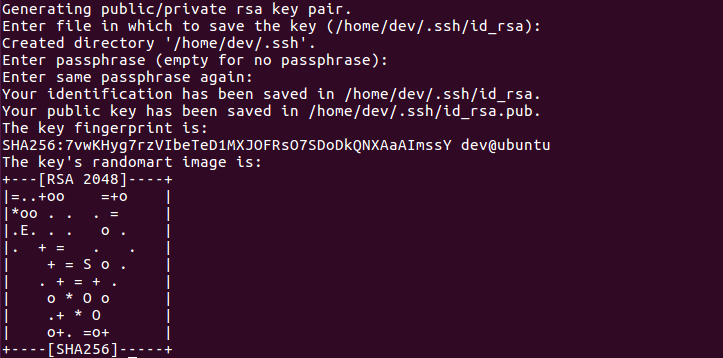 Generating public/private rsa key pair.
Enter file in which to save the key (/home/dev/.ssh/id_rsa):
Created directory '/home/dev/.ssh'.
Enter passphrase (empty for no passphrase):
Enter same passphrase again:
Your identification has been saved in /home/dev/.ssh/id_rsa.
Your public key has been saved in /home/dev/.ssh/id_rsa.pub.
The key fingerprint is:
SHA256:7vwKHyg7rzVIbeTeD1MXJOFRsO7SDoDkQNXAaAImssY dev@ubuntu
The key's randomart image is:
+---[RSA 2048]----+
|=..+oo    =+o    |
|*oo . .  . =     |
|.E. . .   o .    |
|.  + =   .   .   |
|    + = S o .    |
|   . + = + .     |
|    o * O o      |
|    .+ * O       |
|    o+. =o+      |
+----[SHA256]-----+